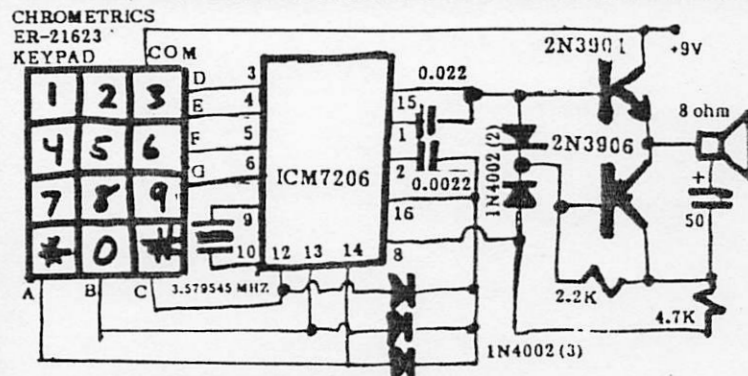 CHROMETRICS
ER-21623
KEYPAD
COM
2N3901
+9V
D 3
0.022
1 2 3
E 4
15
8 ohm
4 5 6
F 5
1
2N3906
G 6
ICM7206
2
1N4002 (2)
7 8 9
0.0022
+
9
16
50
* 0 #
10 12 13 14 8
A B C
3.579545 MHZ
2.2K
4.7K
1N4002 (3)